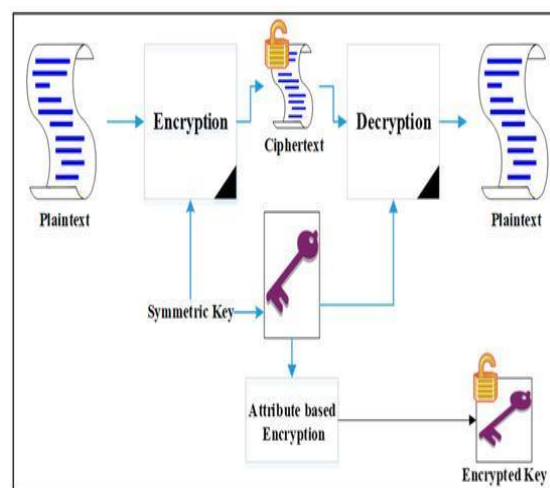 Plaintext
Encryption
Ciphertext
Decryption
Plaintext
Symmetric Key
Attribute based
Encryption
Encrypted Key